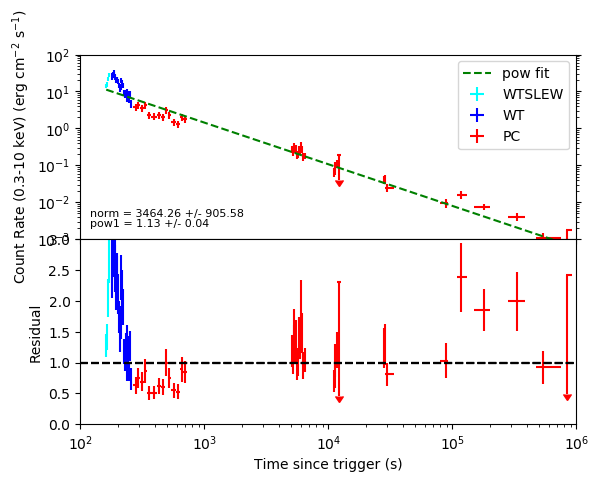 Count Rate (0.3-10 keV) (erg cm⁻² s⁻¹)
10²
10¹
10⁰
10⁻¹
10⁻²
10⁻³
pow fit
WTSLEW
WT
PC
norm = 3464.26 +/- 905.58
pow1 = 1.13 +/- 0.04
Residual
3.0
2.5
2.0
1.5
1.0
0.5
0.0
10² 10³ 10⁴ 10⁵ 10⁶
Time since trigger (s)